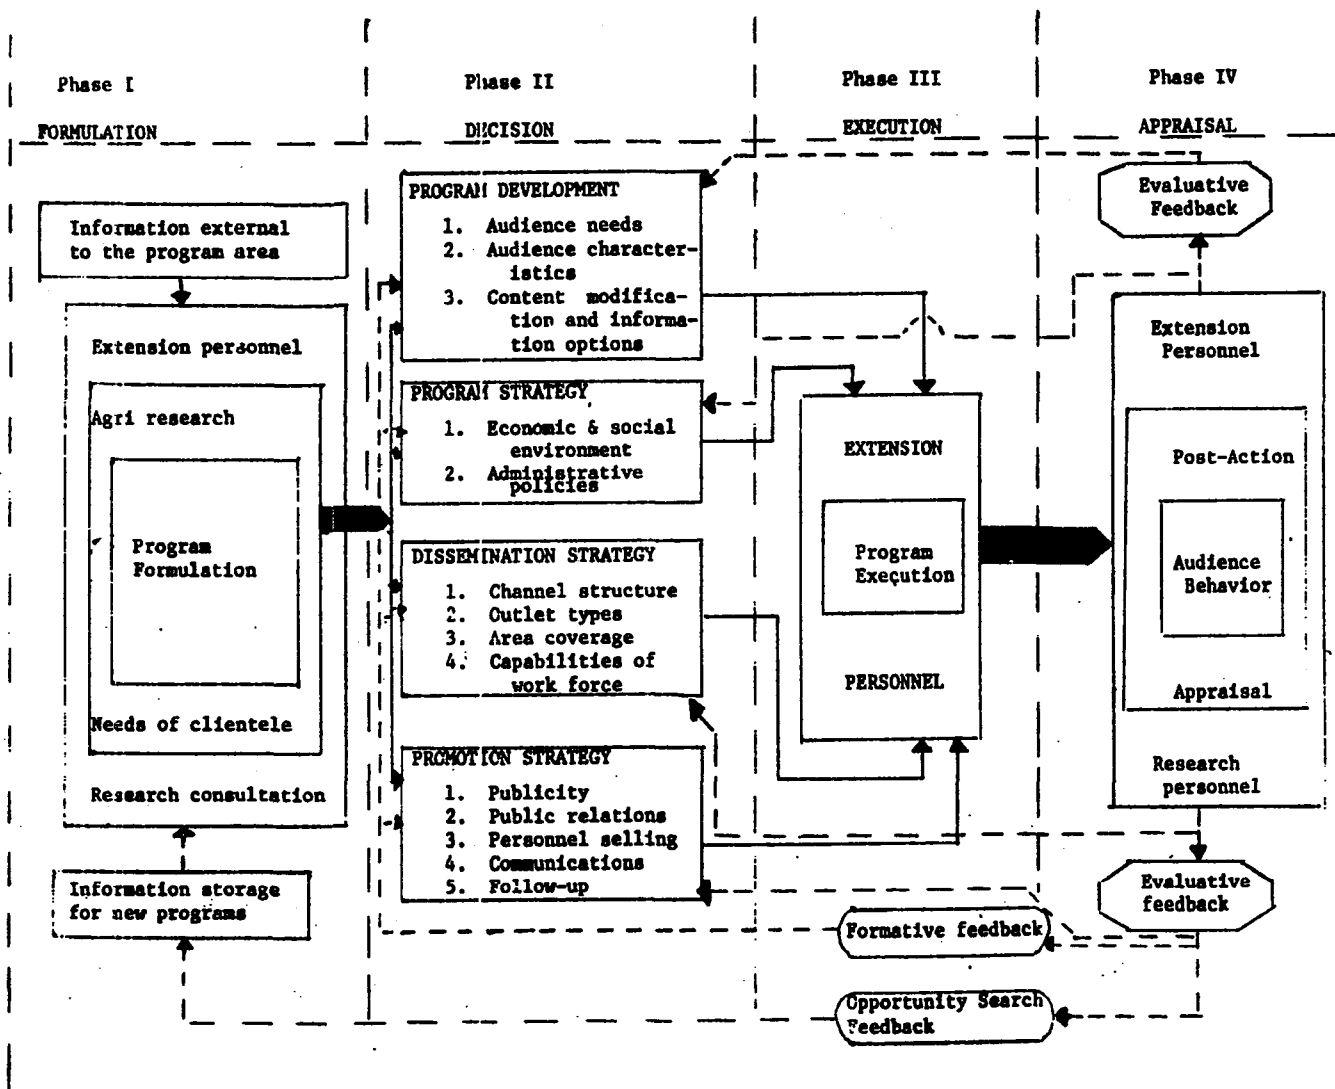 Phase I
FORMULATION
Information external
to the program area
Extension personnel
Agri research
Program
Formulation
Needs of clientele
Research consultation
Information storage
for new programs
Phase II
DECISION
PROGRAM DEVELOPMENT
1. Audience needs
2. Audience character-
istics
3. Content modifica-
tion and informa-
tion options
PROGRAM STRATEGY
1. Economic & social
environment
2. Administrative
policies
DISSEMINATION STRATEGY
1. Channel structure
2. Outlet types
3. Area coverage
4. Capabilities of
work force
PROMOTION STRATEGY
1. Publicity
2. Public relations
3. Personnel selling
4. Communications
5. Follow-up
Phase III
EXECUTION
EXTENSION
Program
Execution
PERSONNEL
Formative feedback
Opportunity Search
Feedback
Phase IV
APPRAISAL
Evaluative
Feedback
Extension
Personnel
Post-Action
Audience
Behavior
Appraisal
Research
personnel
Evaluative
feedback